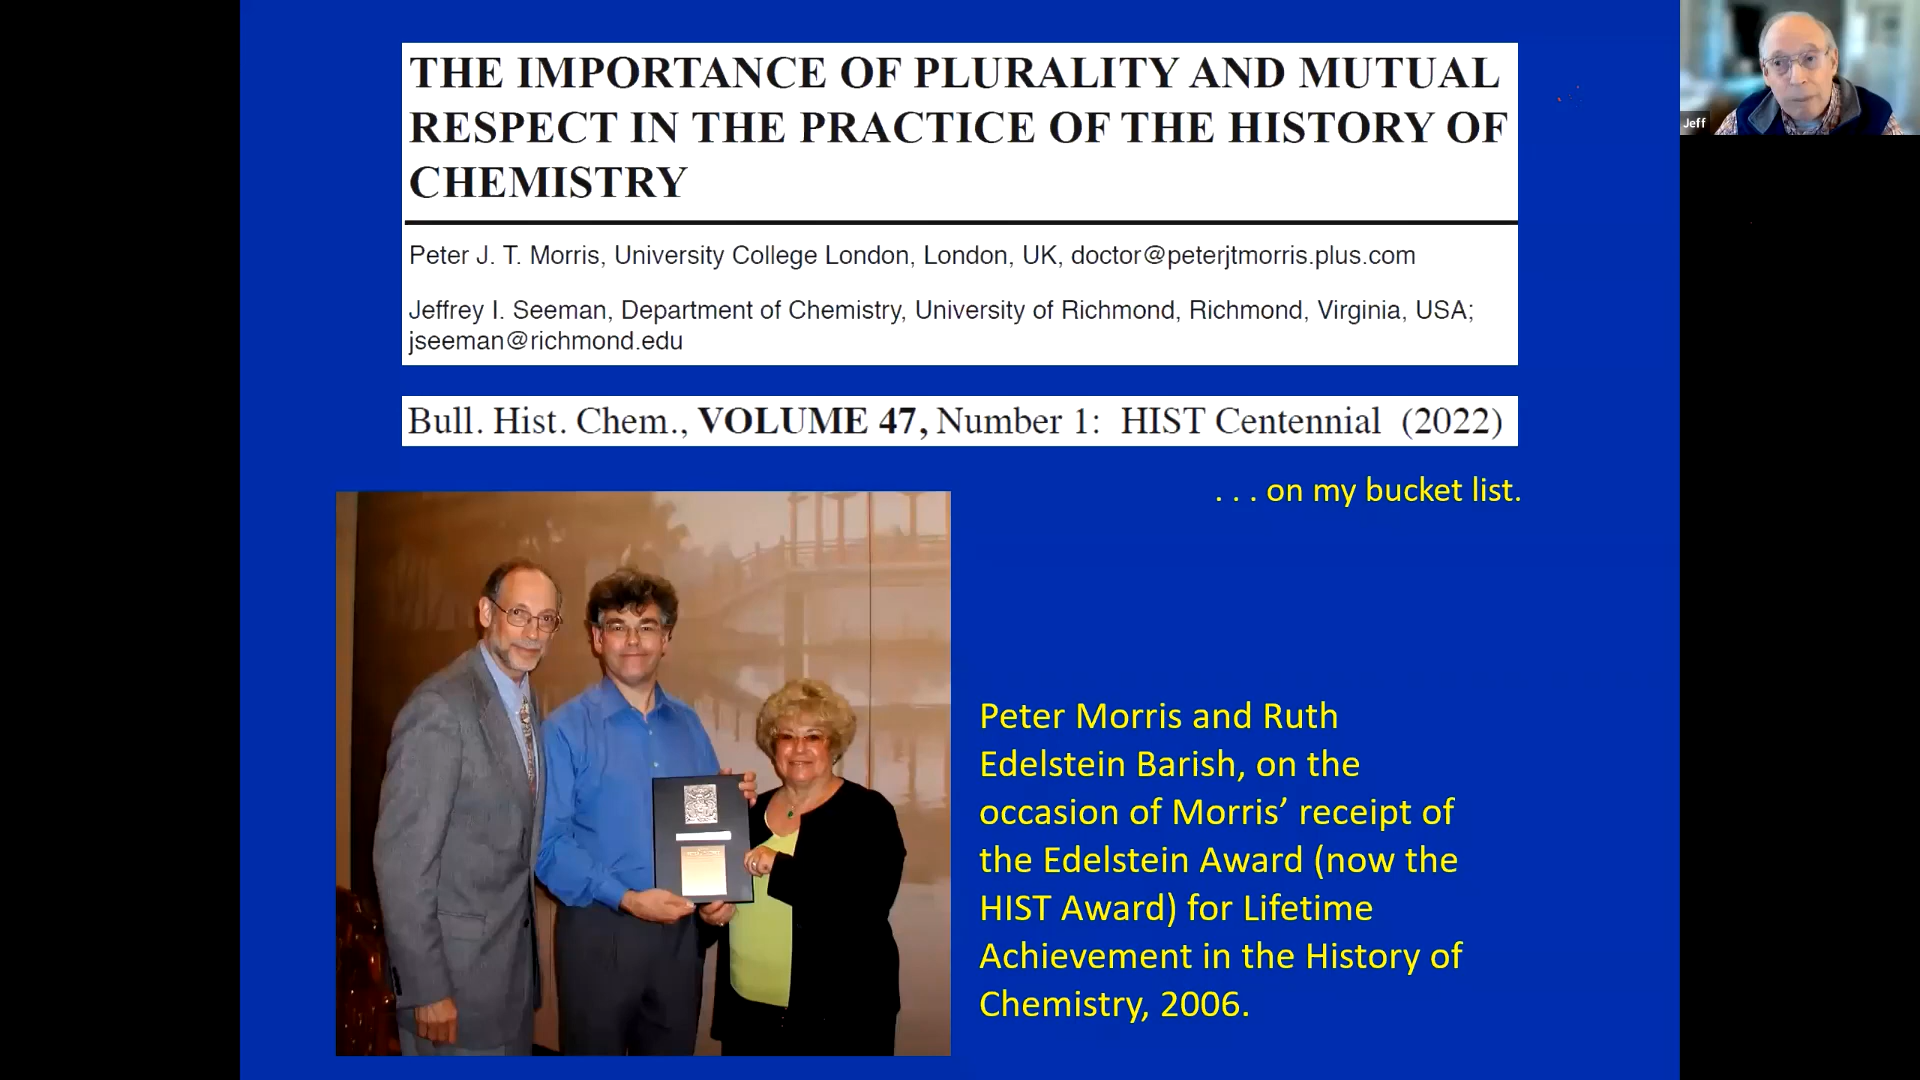 THE IMPORTANCE OF PLURALITY AND MUTUAL
RESPECT IN THE PRACTICE OF THE HISTORY OF
CHEMISTRY
Peter J. T. Morris, University College London, London, UK, doctor@peterjtmorris.plus.com
Jeffrey I. Seeman, Department of Chemistry, University of Richmond, Richmond, Virginia, USA;
jseeman@richmond.edu
Bull. Hist. Chem., VOLUME 47, Number 1: HIST Centennial (2022)
. . . on my bucket list.
Peter Morris and Ruth
Edelstein Barish, on the
occasion of Morris’ receipt of
the Edelstein Award (now the
HIST Award) for Lifetime
Achievement in the History of
Chemistry, 2006.
Jeff